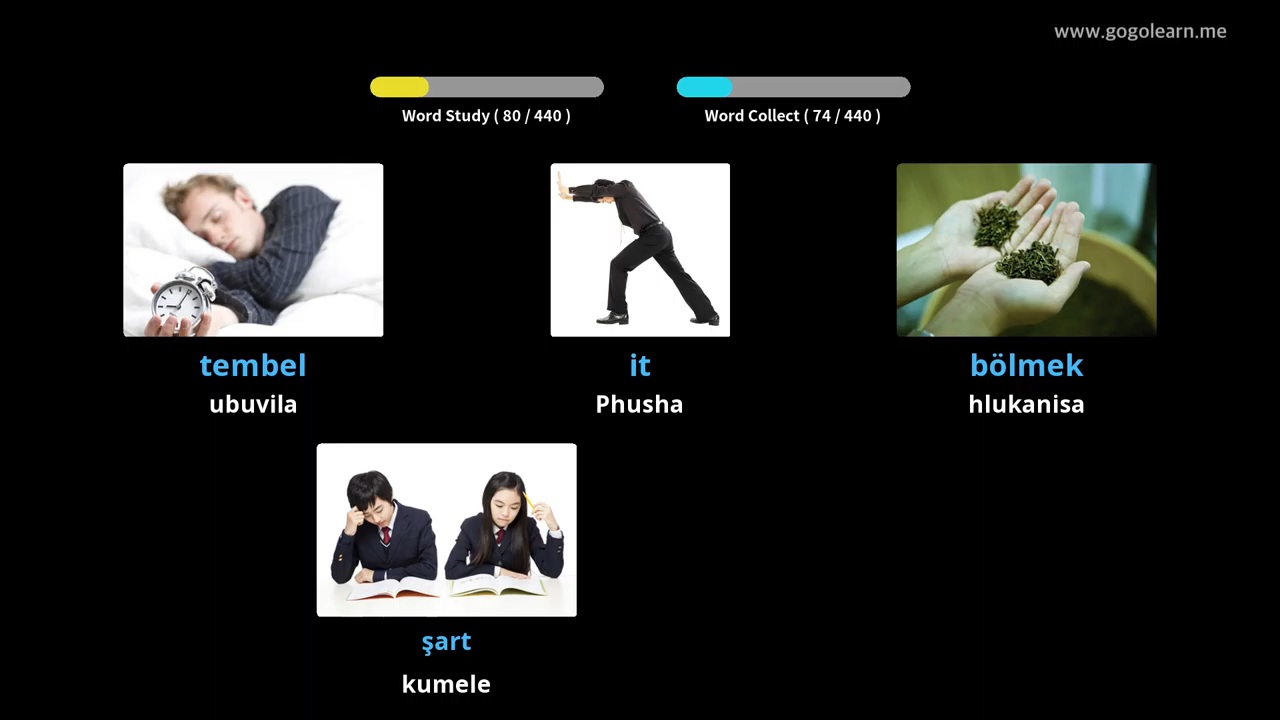 www.gogolearn.me
Word Study ( 80 / 440 )
Word Collect ( 74 / 440 )
tembel
ubuvila
it
Phusha
bölmek
hlukanisa
şart
kumele